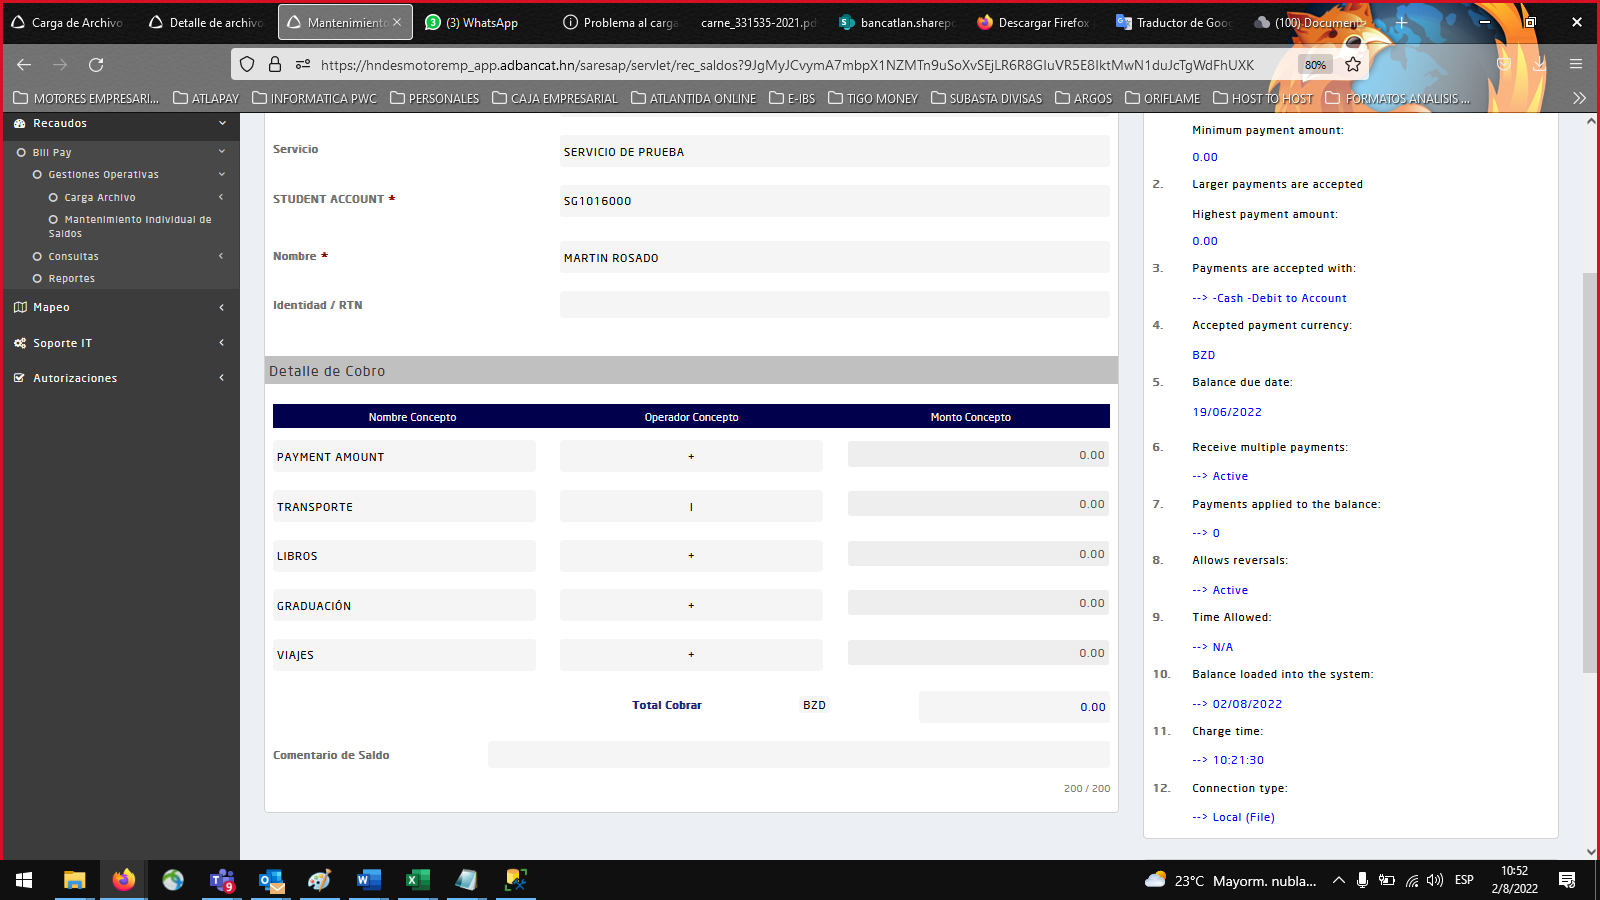 Carga de Archivo
Detalle de archivo
Mantenimiento
(3) WhatsApp
Problema al carga
carne_331535-2021.pd
bancatlan.sharepo
Descargar Firefox
Traductor de Goo
(100) Document
https://hndesmotoremp_app.adbancat.hn/saresap/servlet/rec_saldos?9JgMyJCvymA7mbpX1NZMTn9uSoXvSEjLR6R8GIuVR5E8IktMwN1duJcTgWdFhUXK
80%
MOTORES EMPRESARI...
ATLAPAY
INFORMATICA PWC
PERSONALES
CAJA EMPRESARIAL
ATLANTIDA ONLINE
E-IBS
TIGO MONEY
SUBASTA DIVISAS
ARGOS
ORIFLAME
HOST TO HOST
FORMATOS ANALISIS ...
Recaudos
Bill Pay
Gestiones Operativas
Carga Archivo
Mantenimiento Individual de
Saldos
Consultas
Reportes
Mapeo
Soporte IT
Autorizaciones
Servicio
SERVICIO DE PRUEBA
STUDENT ACCOUNT *
SG1016000
Nombre *
MARTIN ROSADO
Identidad / RTN
Detalle de Cobro
Nombre Concepto Operador Concepto Monto Concepto
PAYMENT AMOUNT + 0.00
TRANSPORTE I 0.00
LIBROS + 0.00
GRADUACIÓN + 0.00
VIAJES + 0.00
Total Cobrar BZD 0.00
Comentario de Saldo
200 / 200
Minimum payment amount:
0.00
2. Larger payments are accepted
Highest payment amount:
0.00
3. Payments are accepted with:
--> -Cash -Debit to Account
4. Accepted payment currency:
BZD
5. Balance due date:
19/06/2022
6. Receive multiple payments:
--> Active
7. Payments applied to the balance:
--> 0
8. Allows reversals:
--> Active
9. Time Allowed:
--> N/A
10. Balance loaded into the system:
--> 02/08/2022
11. Charge time:
--> 10:21:30
12. Connection type:
--> Local (File)
9
23°C Mayorm. nubla...
ESP
10:52
2/8/2022